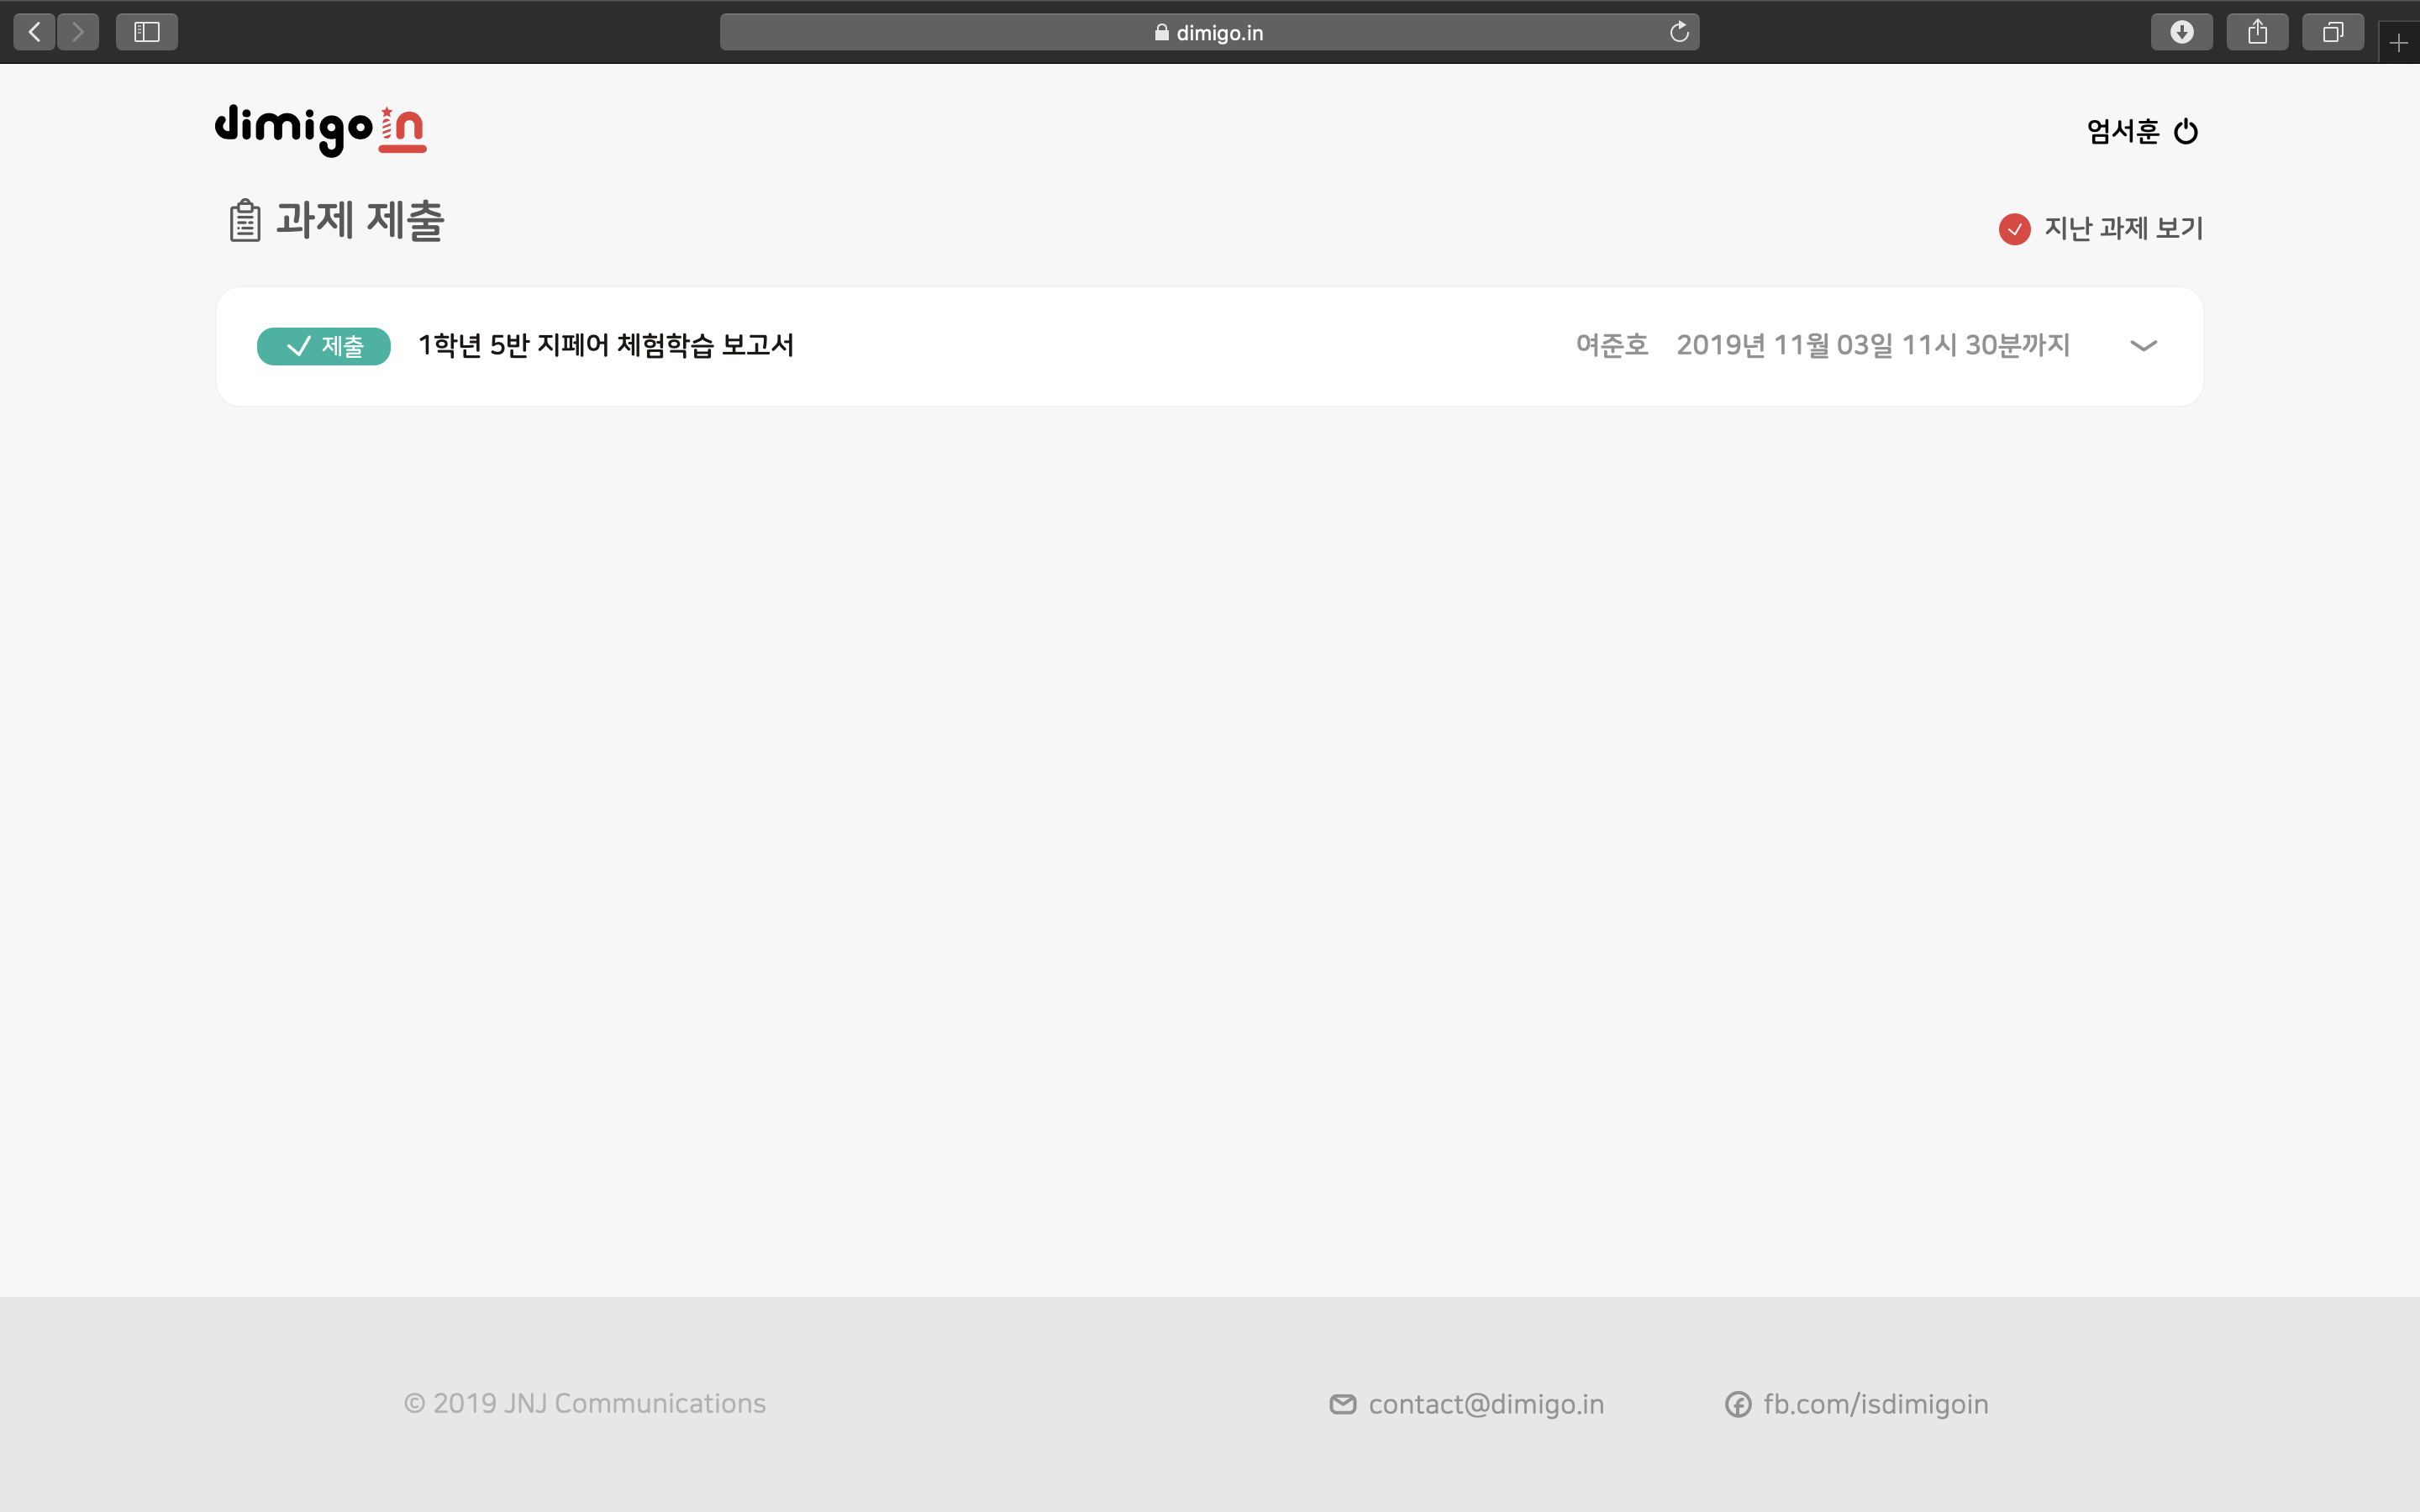 dimigo.in
dimigo in
엄서훈
과제 제출
지난 과제 보기
제출 1학년 5반 지페어 체험학습 보고서 여준호 2019년 11월 03일 11시 30분까지
© 2019 JNJ Communications contact@dimigo.in fb.com/isdimigoin